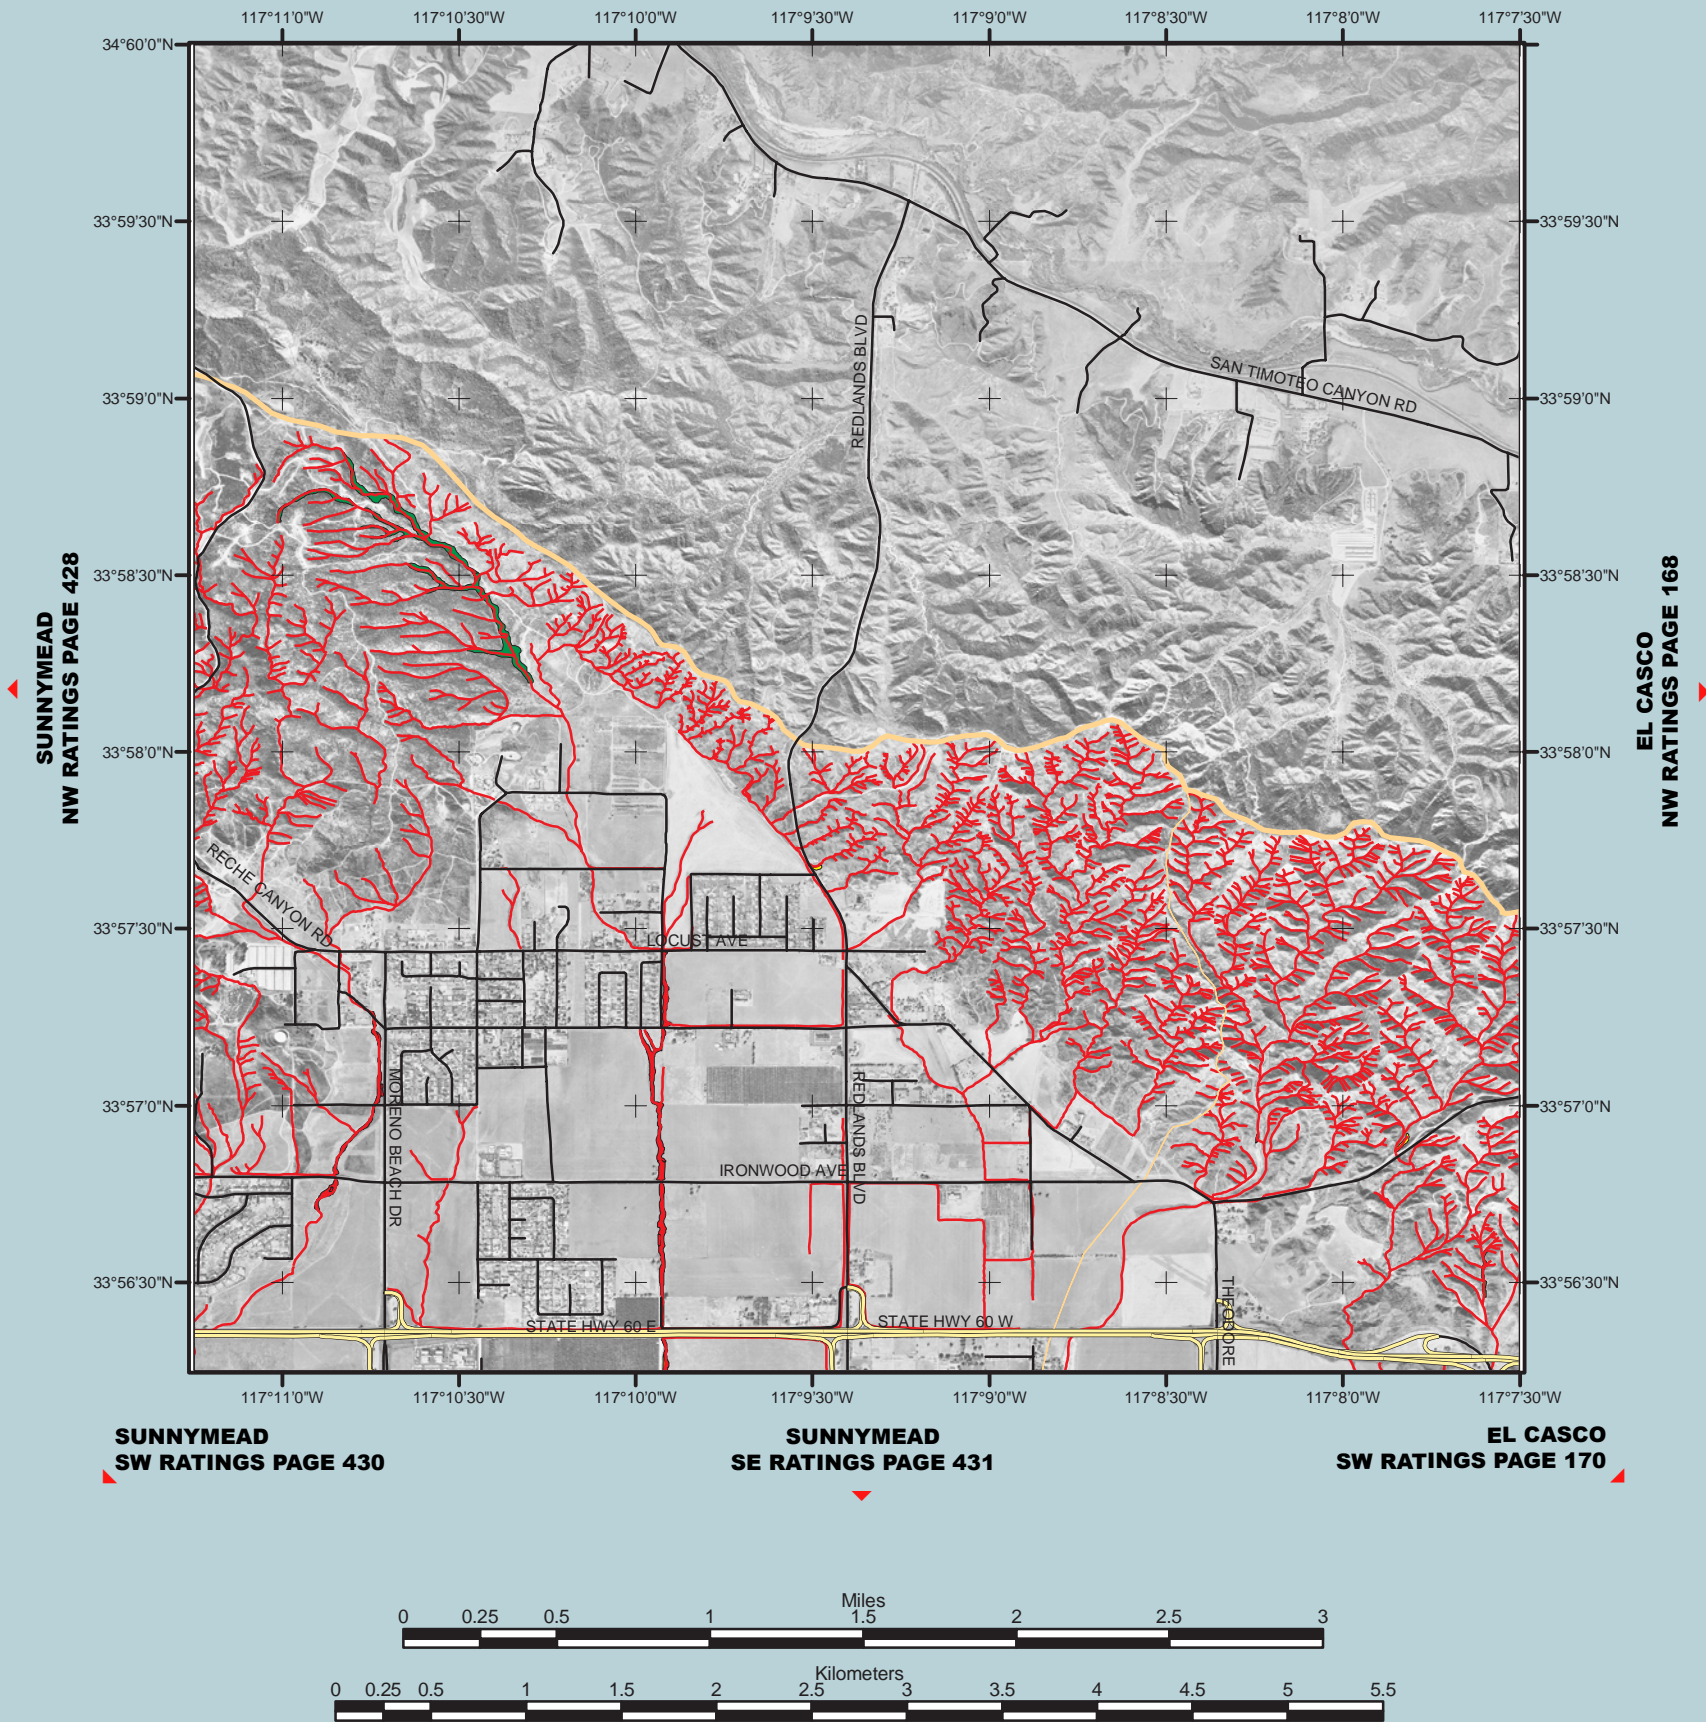 117°11'0"W 117°10'30"W 117°10'0"W 117°9'30"W 117°9'0"W 117°8'30"W 117°8'0"W 117°7'30"W
34°60'0"N
33°59'30"N 33°59'30"N
REDLANDS BLVD
SAN TIMOTEO CANYON RD
33°59'0"N 33°59'0"N
33°58'30"N 33°58'30"N
SUNNYMEAD
NW RATINGS PAGE 428
EL CASCO
NW RATINGS PAGE 168
33°58'0"N 33°58'0"N
RECHE CANYON RD
33°57'30"N 33°57'30"N
LOCUST AVE
MORENO BEACH DR
REDLANDS BLVD
33°57'0"N 33°57'0"N
IRONWOOD AVE
33°56'30"N 33°56'30"N
THEODORE
STATE HWY 60 E
STATE HWY 60 W
117°11'0"W 117°10'30"W 117°10'0"W 117°9'30"W 117°9'0"W 117°8'30"W 117°8'0"W 117°7'30"W
SUNNYMEAD
SW RATINGS PAGE 430
SUNNYMEAD
SE RATINGS PAGE 431
EL CASCO
SW RATINGS PAGE 170
Miles
0 0.25 0.5 1 1.5 2 2.5 3
Kilometers
0 0.25 0.5 1 1.5 2 2.5 3 3.5 4 4.5 5 5.5